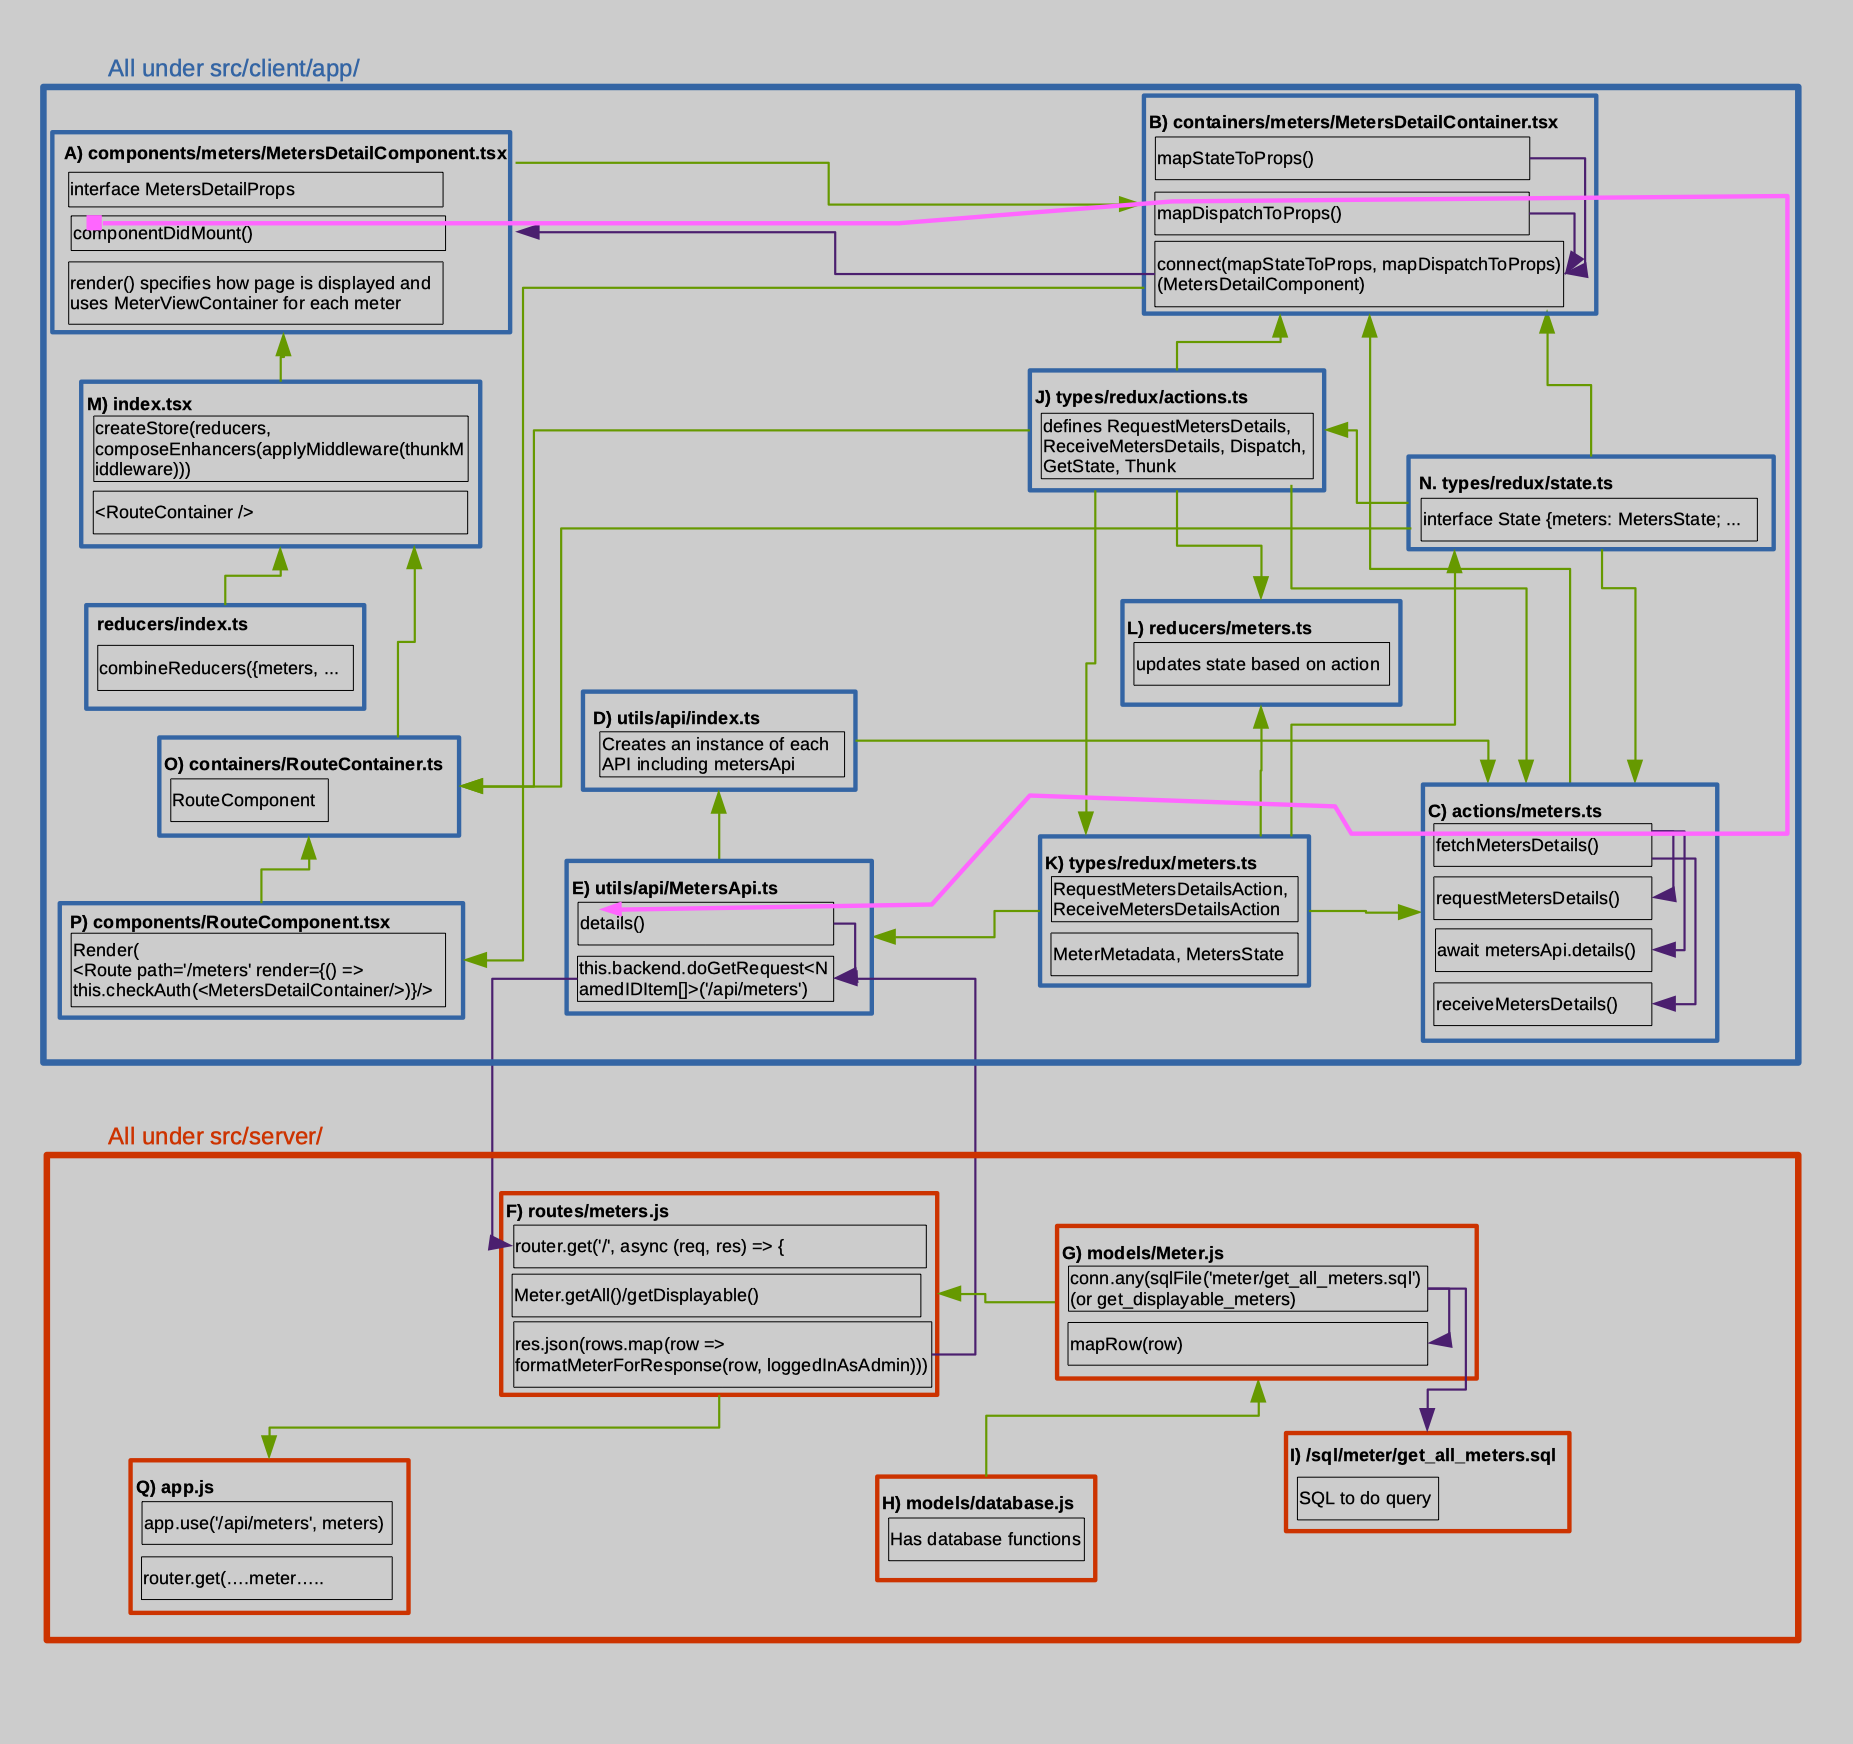 All under src/client/app/
A) components/meters/MetersDetailComponent.tsx
interface MetersDetailProps
componentDidMount()
render() specifies how page is displayed and
uses MeterViewContainer for each meter
B) containers/meters/MetersDetailContainer.tsx
mapStateToProps()
mapDispatchToProps()
connect(mapStateToProps, mapDispatchToProps)
(MetersDetailComponent)
M) index.tsx
createStore(reducers,
composeEnhancers(applyMiddleware(thunkM
iddleware)))
<RouteContainer />
J) types/redux/actions.ts
defines RequestMetersDetails,
ReceiveMetersDetails, Dispatch,
GetState, Thunk
N. types/redux/state.ts
interface State {meters: MetersState; ...
reducers/index.ts
combineReducers({meters, ...
L) reducers/meters.ts
updates state based on action
D) utils/api/index.ts
Creates an instance of each
API including metersApi
O) containers/RouteContainer.ts
RouteComponent
C) actions/meters.ts
fetchMetersDetails()
requestMetersDetails()
await metersApi.details()
receiveMetersDetails()
E) utils/api/MetersApi.ts
details()
this.backend.doGetRequest<N
amedIDItem[]>('/api/meters')
K) types/redux/meters.ts
RequestMetersDetailsAction,
ReceiveMetersDetailsAction
MeterMetadata, MetersState
P) components/RouteComponent.tsx
Render(
<Route path='/meters' render={() =>
this.checkAuth(<MetersDetailContainer/>)}/>
All under src/server/
F) routes/meters.js
router.get('/', async (req, res) => {
Meter.getAll()/getDisplayable()
res.json(rows.map(row =>
formatMeterForResponse(row, loggedInAsAdmin)))
G) models/Meter.js
conn.any(sqlFile('meter/get_all_meters.sql')
(or get_displayable_meters)
mapRow(row)
Q) app.js
app.use('/api/meters', meters)
router.get(….meter…..
H) models/database.js
Has database functions
I) /sql/meter/get_all_meters.sql
SQL to do query